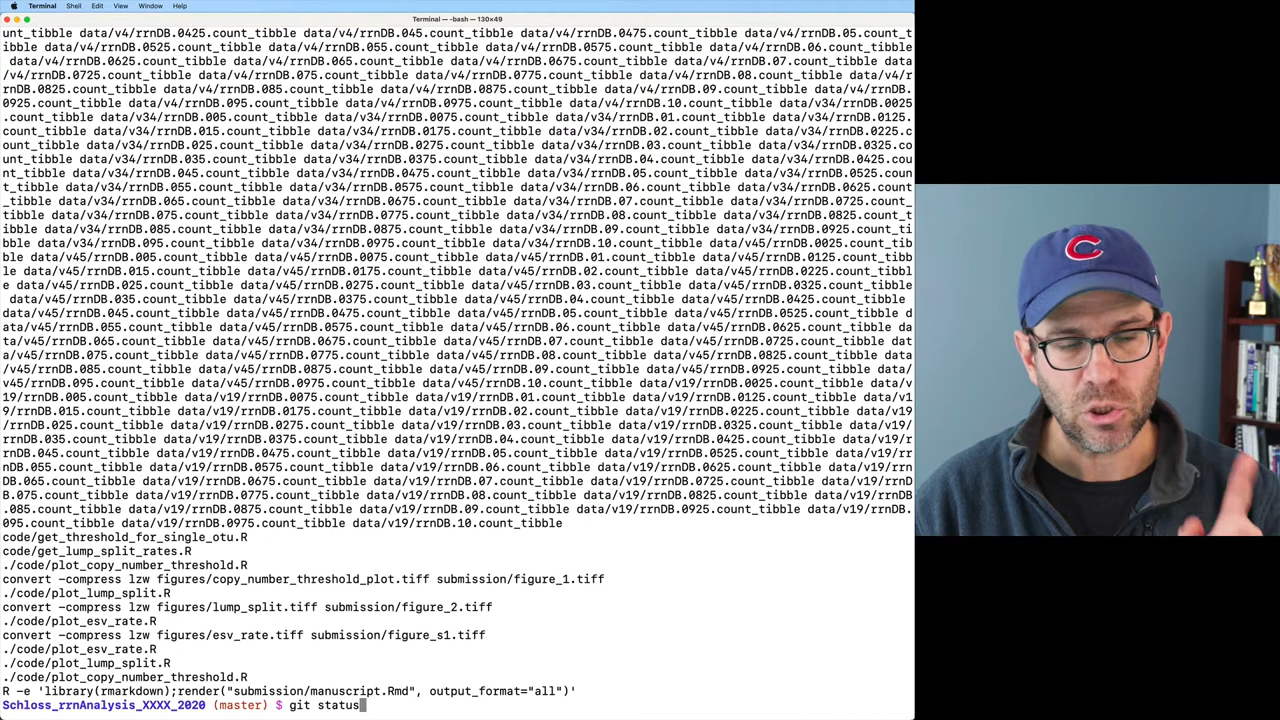 Terminal Shell Edit View Window Help
Terminal — -bash — 130×49
unt_tibble data/v4/rrnDB.0425.count_tibble data/v4/rrnDB.045.count_tibble data/v4/rrnDB.0475.count_tibble data/v4/rrnDB.05.count_t
ibble data/v4/rrnDB.0525.count_tibble data/v4/rrnDB.055.count_tibble data/v4/rrnDB.0575.count_tibble data/v4/rrnDB.06.count_tibble
 data/v4/rrnDB.0625.count_tibble data/v4/rrnDB.065.count_tibble data/v4/rrnDB.0675.count_tibble data/v4/rrnDB.07.count_tibble data
/v4/rrnDB.0725.count_tibble data/v4/rrnDB.075.count_tibble data/v4/rrnDB.0775.count_tibble data/v4/rrnDB.08.count_tibble data/v4/r
rnDB.0825.count_tibble data/v4/rrnDB.085.count_tibble data/v4/rrnDB.0875.count_tibble data/v4/rrnDB.09.count_tibble data/v4/rrnDB.
0925.count_tibble data/v4/rrnDB.095.count_tibble data/v4/rrnDB.0975.count_tibble data/v4/rrnDB.10.count_tibble data/v34/rrnDB.0025
.count_tibble data/v34/rrnDB.005.count_tibble data/v34/rrnDB.0075.count_tibble data/v34/rrnDB.01.count_tibble data/v34/rrnDB.0125.
count_tibble data/v34/rrnDB.015.count_tibble data/v34/rrnDB.0175.count_tibble data/v34/rrnDB.02.count_tibble data/v34/rrnDB.0225.c
ount_tibble data/v34/rrnDB.025.count_tibble data/v34/rrnDB.0275.count_tibble data/v34/rrnDB.03.count_tibble data/v34/rrnDB.0325.co
unt_tibble data/v34/rrnDB.035.count_tibble data/v34/rrnDB.0375.count_tibble data/v34/rrnDB.04.count_tibble data/v34/rrnDB.0425.cou
nt_tibble data/v34/rrnDB.045.count_tibble data/v34/rrnDB.0475.count_tibble data/v34/rrnDB.05.count_tibble data/v34/rrnDB.0525.coun
t_tibble data/v34/rrnDB.055.count_tibble data/v34/rrnDB.0575.count_tibble data/v34/rrnDB.06.count_tibble data/v34/rrnDB.0625.count
_tibble data/v34/rrnDB.065.count_tibble data/v34/rrnDB.0675.count_tibble data/v34/rrnDB.07.count_tibble data/v34/rrnDB.0725.count_
tibble data/v34/rrnDB.075.count_tibble data/v34/rrnDB.0775.count_tibble data/v34/rrnDB.08.count_tibble data/v34/rrnDB.0825.count_t
ibble data/v34/rrnDB.085.count_tibble data/v34/rrnDB.0875.count_tibble data/v34/rrnDB.09.count_tibble data/v34/rrnDB.0925.count_ti
bble data/v34/rrnDB.095.count_tibble data/v34/rrnDB.0975.count_tibble data/v34/rrnDB.10.count_tibble data/v45/rrnDB.0025.count_tib
ble data/v45/rrnDB.005.count_tibble data/v45/rrnDB.0075.count_tibble data/v45/rrnDB.01.count_tibble data/v45/rrnDB.0125.count_tibb
le data/v45/rrnDB.015.count_tibble data/v45/rrnDB.0175.count_tibble data/v45/rrnDB.02.count_tibble data/v45/rrnDB.0225.count_tibbl
e data/v45/rrnDB.025.count_tibble data/v45/rrnDB.0275.count_tibble data/v45/rrnDB.03.count_tibble data/v45/rrnDB.0325.count_tibble
 data/v45/rrnDB.035.count_tibble data/v45/rrnDB.0375.count_tibble data/v45/rrnDB.04.count_tibble data/v45/rrnDB.0425.count_tibble
data/v45/rrnDB.045.count_tibble data/v45/rrnDB.0475.count_tibble data/v45/rrnDB.05.count_tibble data/v45/rrnDB.0525.count_tibble d
ata/v45/rrnDB.055.count_tibble data/v45/rrnDB.0575.count_tibble data/v45/rrnDB.06.count_tibble data/v45/rrnDB.0625.count_tibble da
ta/v45/rrnDB.065.count_tibble data/v45/rrnDB.0675.count_tibble data/v45/rrnDB.07.count_tibble data/v45/rrnDB.0725.count_tibble dat
a/v45/rrnDB.075.count_tibble data/v45/rrnDB.0775.count_tibble data/v45/rrnDB.08.count_tibble data/v45/rrnDB.0825.count_tibble data
/v45/rrnDB.085.count_tibble data/v45/rrnDB.0875.count_tibble data/v45/rrnDB.09.count_tibble data/v45/rrnDB.0925.count_tibble data/
v45/rrnDB.095.count_tibble data/v45/rrnDB.0975.count_tibble data/v45/rrnDB.10.count_tibble data/v19/rrnDB.0025.count_tibble data/v
19/rrnDB.005.count_tibble data/v19/rrnDB.0075.count_tibble data/v19/rrnDB.01.count_tibble data/v19/rrnDB.0125.count_tibble data/v1
9/rrnDB.015.count_tibble data/v19/rrnDB.0175.count_tibble data/v19/rrnDB.02.count_tibble data/v19/rrnDB.0225.count_tibble data/v19
/rrnDB.025.count_tibble data/v19/rrnDB.0275.count_tibble data/v19/rrnDB.03.count_tibble data/v19/rrnDB.0325.count_tibble data/v19/
rrnDB.035.count_tibble data/v19/rrnDB.0375.count_tibble data/v19/rrnDB.04.count_tibble data/v19/rrnDB.0425.count_tibble data/v19/r
rnDB.045.count_tibble data/v19/rrnDB.0475.count_tibble data/v19/rrnDB.05.count_tibble data/v19/rrnDB.0525.count_tibble data/v19/rr
nDB.055.count_tibble data/v19/rrnDB.0575.count_tibble data/v19/rrnDB.06.count_tibble data/v19/rrnDB.0625.count_tibble data/v19/rrn
DB.065.count_tibble data/v19/rrnDB.0675.count_tibble data/v19/rrnDB.07.count_tibble data/v19/rrnDB.0725.count_tibble data/v19/rrnD
B.075.count_tibble data/v19/rrnDB.0775.count_tibble data/v19/rrnDB.08.count_tibble data/v19/rrnDB.0825.count_tibble data/v19/rrnDB
.085.count_tibble data/v19/rrnDB.0875.count_tibble data/v19/rrnDB.09.count_tibble data/v19/rrnDB.0925.count_tibble data/v19/rrnDB.
095.count_tibble data/v19/rrnDB.0975.count_tibble data/v19/rrnDB.10.count_tibble
code/get_threshold_for_single_otu.R
code/get_lump_split_rates.R
./code/plot_copy_number_threshold.R
convert -compress lzw figures/copy_number_threshold_plot.tiff submission/figure_1.tiff
./code/plot_lump_split.R
convert -compress lzw figures/lump_split.tiff submission/figure_2.tiff
./code/plot_esv_rate.R
convert -compress lzw figures/esv_rate.tiff submission/figure_s1.tiff
./code/plot_esv_rate.R
./code/plot_lump_split.R
./code/plot_copy_number_threshold.R
R -e 'library(rmarkdown);render("submission/manuscript.Rmd", output_format="all")'
Schloss_rrnAnalysis_XXXX_2020 (master) $ git status
C